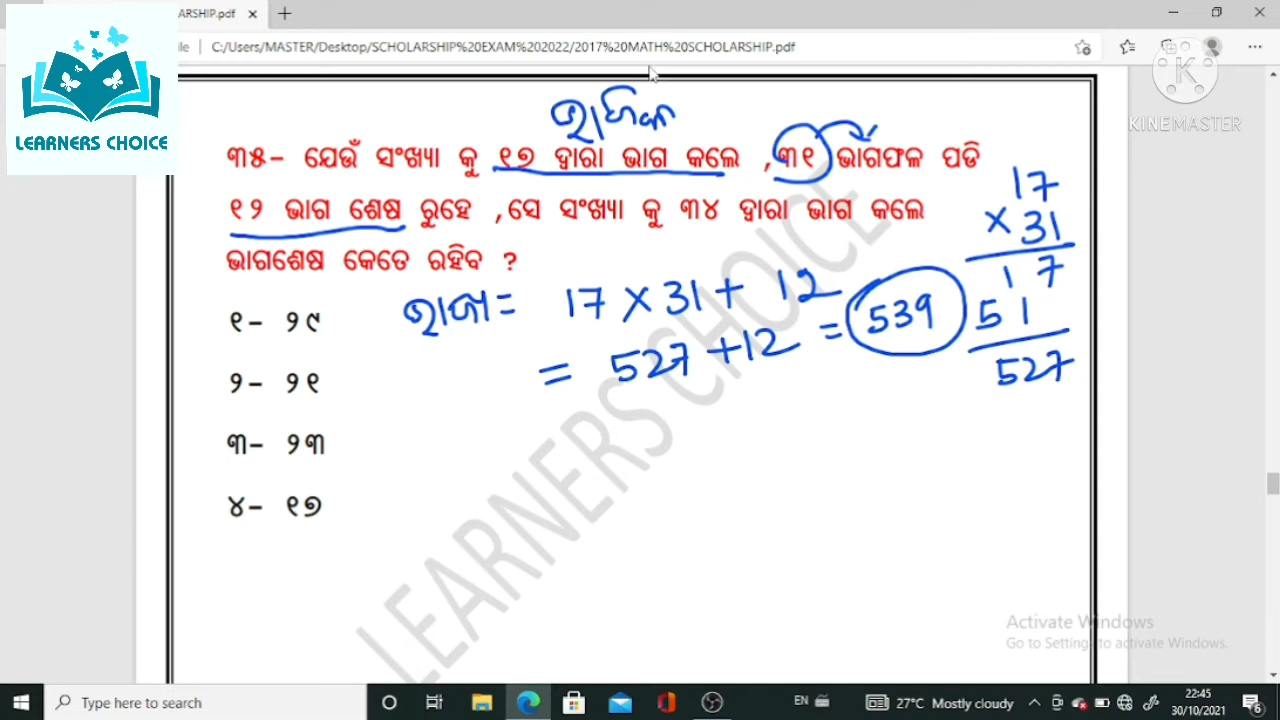 LARSHIP.pdf
ile C:/Users/MASTER/Desktop/SCHOLARSHIP%20EXAM%202022/2017%20MATH%20SCHOLARSHIP.pdf
LEARNERS CHOICE
K
KINEMASTER
ଭାଜକ
୩୫- ଯେଉଁ ସଂଖ୍ୟା କୁ ୧୭ ଦ୍ଵାରା ଭାଗ କଲେ ,୩୧ ଭାଗଫଳ ପଡି
୧୨ ଭାଗ ଶେଷ ରୁହେ ,ସେ ସଂଖ୍ୟା କୁ ୩୪ ଦ୍ଵାରା ଭାଗ କଲେ
ଭାଗଶେଷ କେତେ ରହିବ ?
17
× 31
17
51
527
ଭାଜ୍ୟ = 17 × 31 + 12
= 527 + 12 = 539
୧- ୨୯
୨- ୨୧
୩- ୨୩
୪- ୧୭
LEARNERS CHOICE
Activate Windows
Go to Settings to activate Windows.
Type here to search
EN
27°C Mostly cloudy
22:45
30/10/2021
6